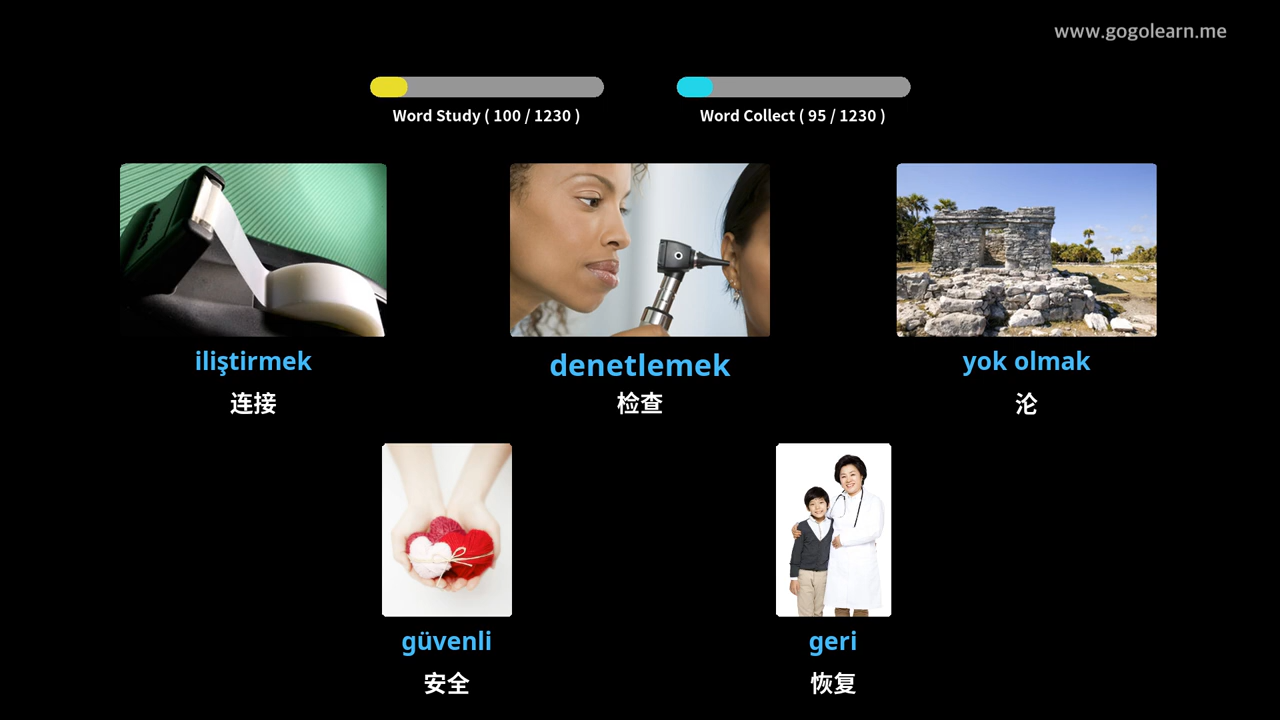 www.gogolearn.me
Word Study ( 100 / 1230 )
Word Collect ( 95 / 1230 )
iliştirmek
连接
denetlemek
检查
yok olmak
沦
güvenli
安全
geri
恢复